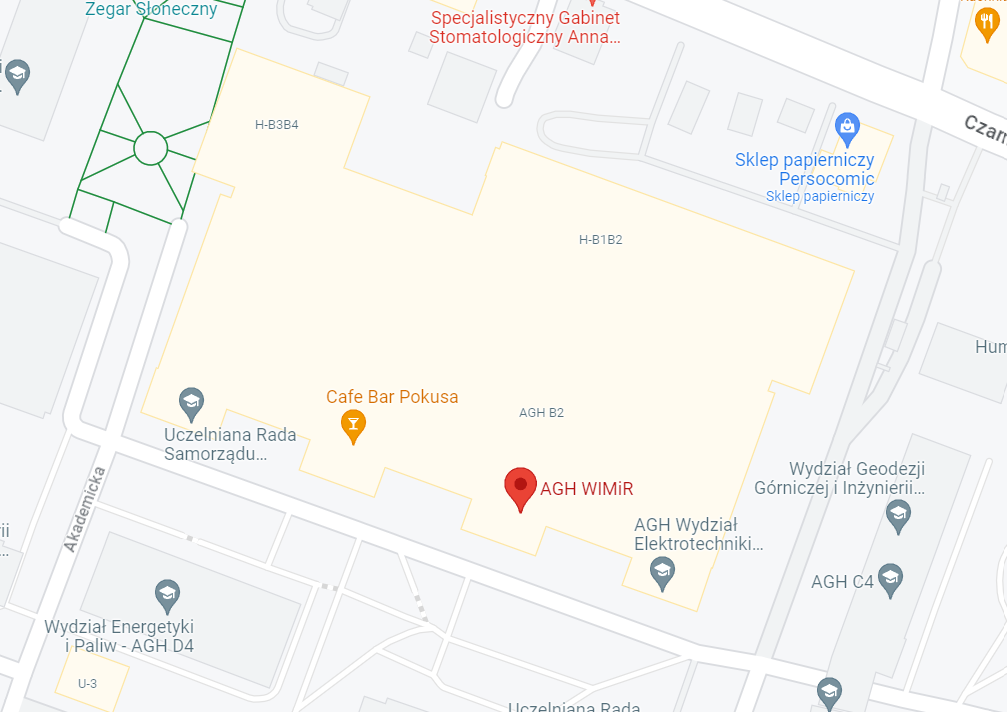 Zegar Słoneczny
Specjalistyczny Gabinet
Stomatologiczny Anna...
H-B3B4
Sklep papierniczy
Persocomic
Sklep papierniczy
H-B1B2
Cafe Bar Pokusa
AGH B2
Uczelniana Rada
Samorządu...
AGH WIMiR
Wydział Geodezji
Górniczej i Inżynierii...
AGH Wydział
Elektrotechniki...
Akademicka
AGH C4
Wydział Energetyki
i Paliw - AGH D4
U-3
Uczelniana Rada